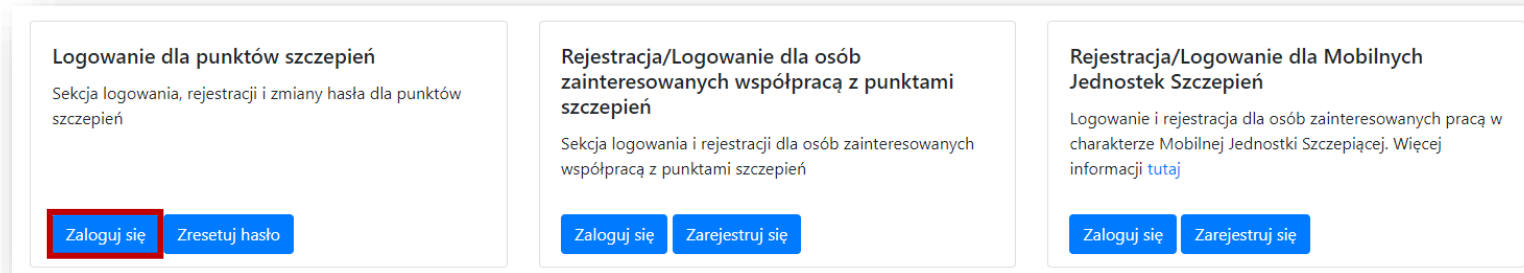 Logowanie dla punktów szczepień
Sekcja logowania, rejestracji i zmiany hasła dla punktów
szczepień
Zaloguj się
Zresetuj hasło
Rejestracja/Logowanie dla osób
zainteresowanych współpracą z punktami
szczepień
Sekcja logowania i rejestracji dla osób zainteresowanych
współpracą z punktami szczepień
Zaloguj się
Zarejestruj się
Rejestracja/Logowanie dla Mobilnych
Jednostek Szczepień
Logowanie i rejestracja dla osób zainteresowanych pracą w
charakterze Mobilnej Jednostki Szczepiącej. Więcej
informacji tutaj
Zaloguj się
Zarejestruj się